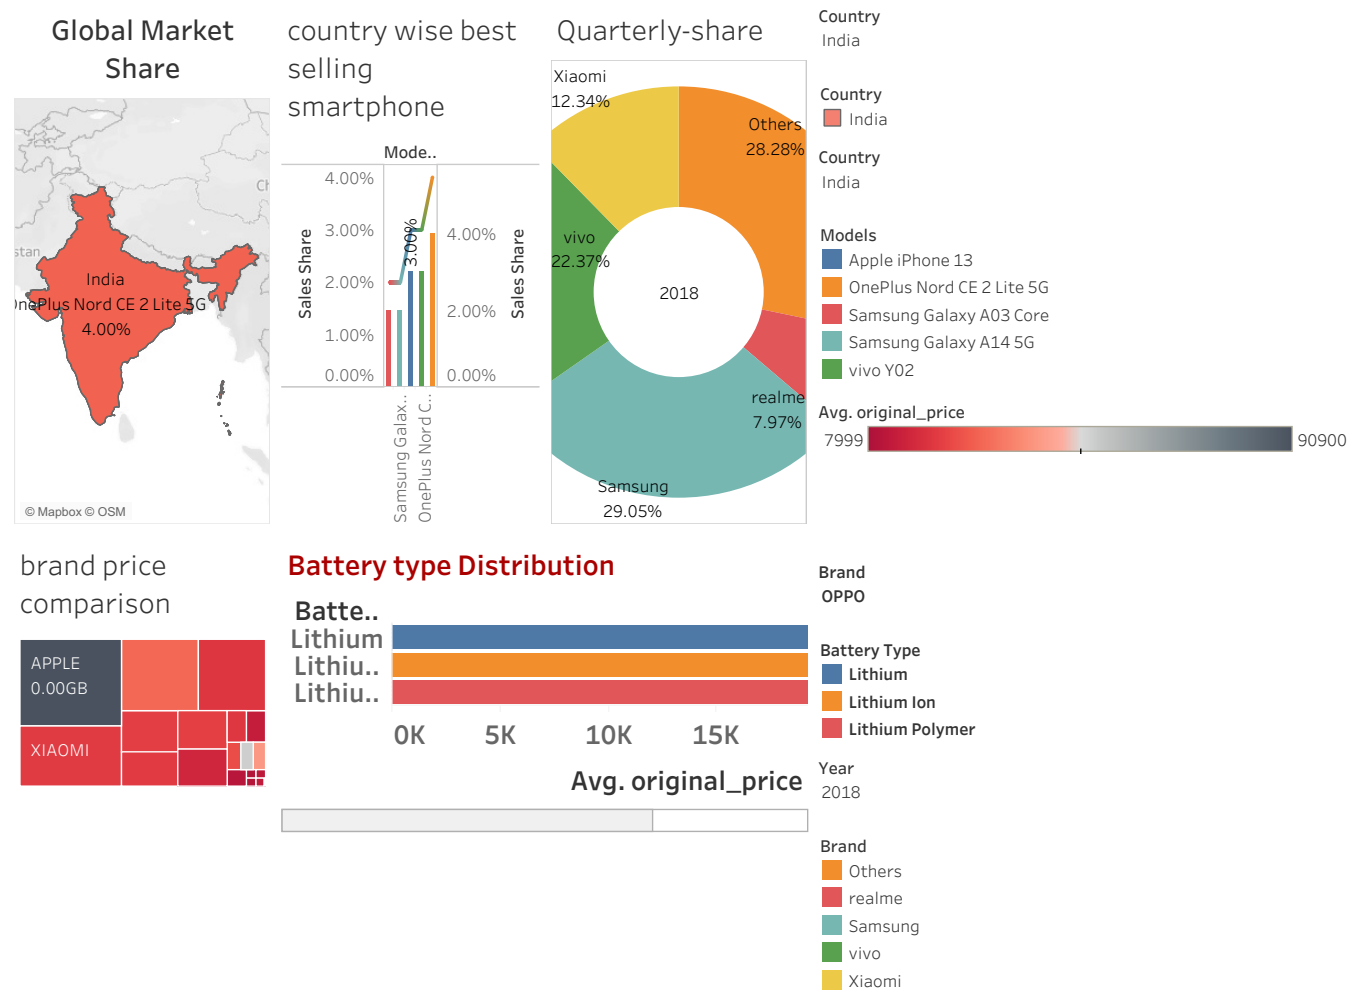 Global Market
Share
stan
Ch
India
OnePlus Nord CE 2 Lite 5G
4.00%
© Mapbox © OSM
country wise best
selling
smartphone
Mode..
4.00%
3.00%
2.00%
1.00%
0.00%
Sales Share
3.00%
4.00%
2.00%
0.00%
Sales Share
Samsung Galax..
OnePlus Nord C..
Quarterly-share
Xiaomi
12.34%
Others
28.28%
vivo
22.37%
2018
realme
7.97%
Samsung
29.05%
Country
India
Country
India
Country
India
Models
Apple iPhone 13
OnePlus Nord CE 2 Lite 5G
Samsung Galaxy A03 Core
Samsung Galaxy A14 5G
vivo Y02
Avg. original_price
7999
90900
brand price
comparison
APPLE
0.00GB
XIAOMI
Battery type Distribution
Batte..
Lithium
Lithiu..
Lithiu..
0K 5K 10K 15K
Avg. original_price
Brand
OPPO
Battery Type
Lithium
Lithium Ion
Lithium Polymer
Year
2018
Brand
Others
realme
Samsung
vivo
Xiaomi